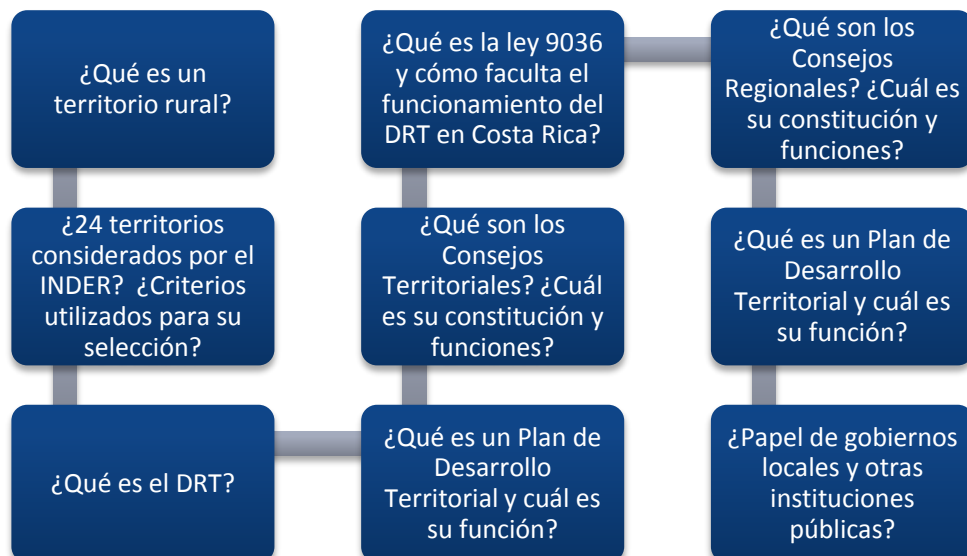 ¿Qué es un
territorio rural?
¿24 territorios
considerados por el
INDER? ¿Criterios
utilizados para su
selección?
¿Qué es el DRT?
¿Qué es un Plan de
Desarrollo
Territorial y cuál es
su función?
¿Qué son los
Consejos
Territoriales? ¿Cuál
es su constitución y
funciones?
¿Qué es la ley 9036
y cómo faculta el
funcionamiento del
DRT en Costa Rica?
¿Qué son los
Consejos
Regionales? ¿Cuál es
su constitución y
funciones?
¿Qué es un Plan de
Desarrollo
Territorial y cuál es
su función?
¿Papel de gobiernos
locales y otras
instituciones
públicas?